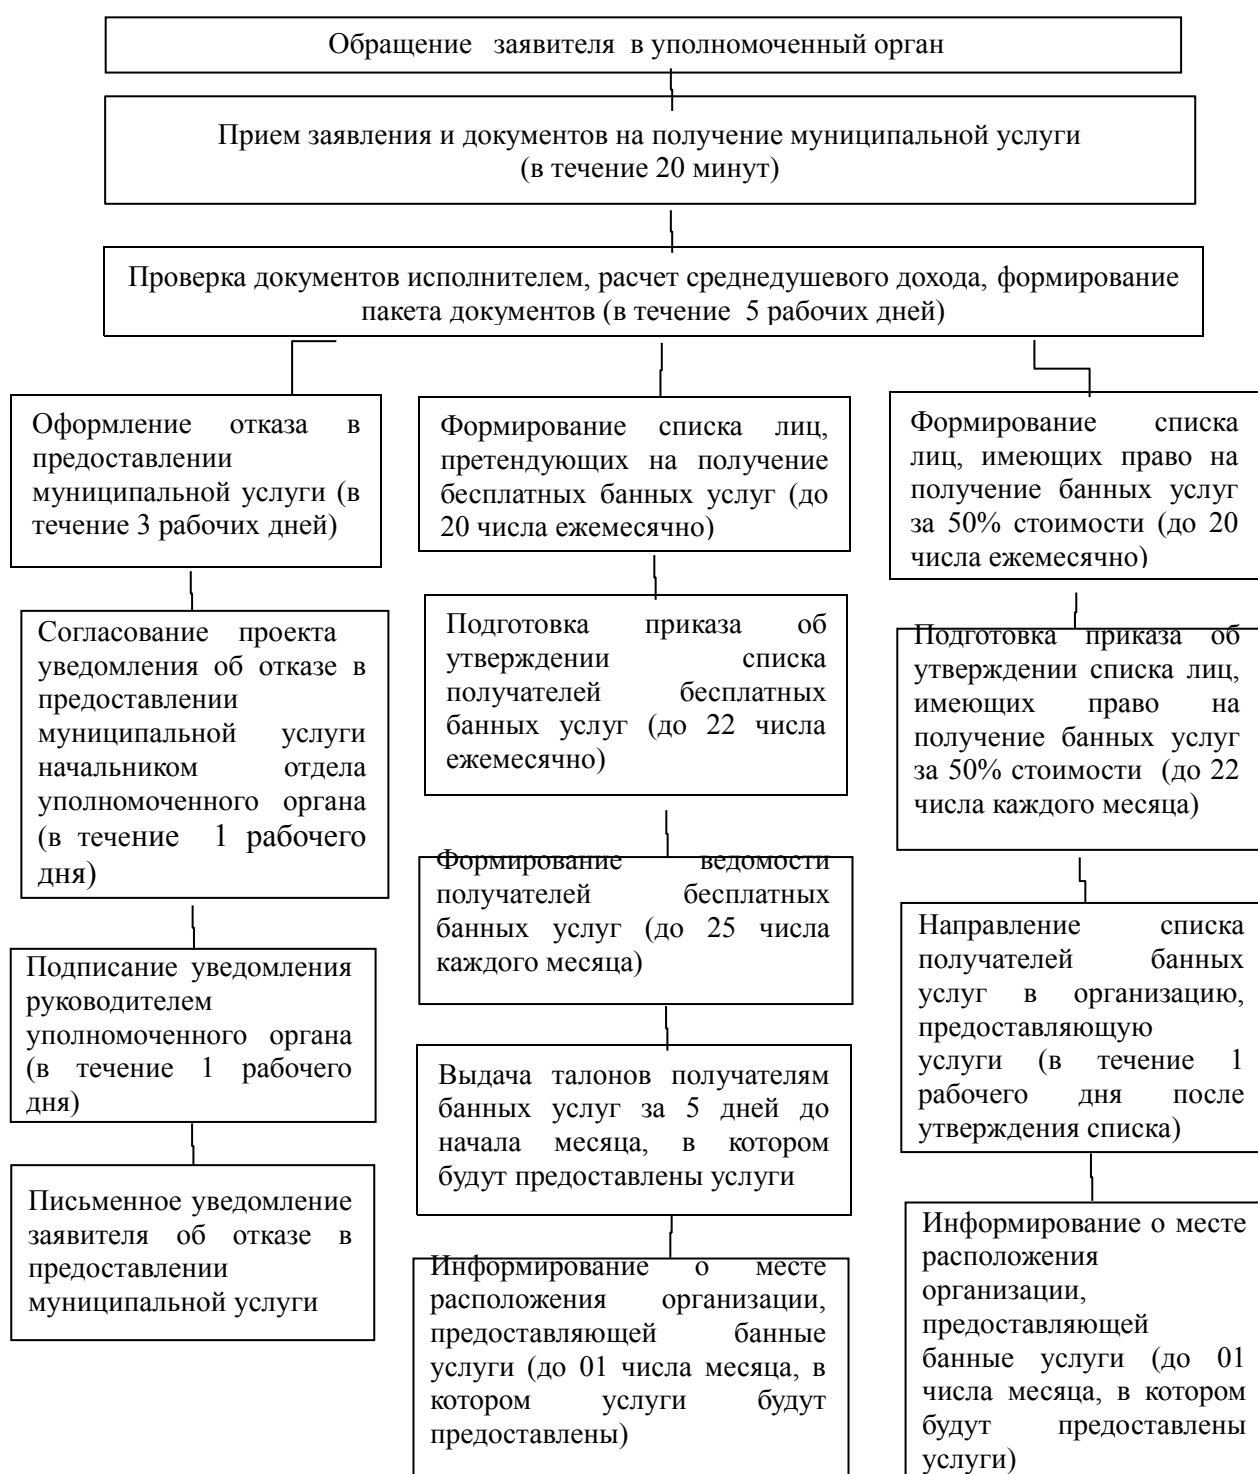 Обращение заявителя в уполномоченный орган
Прием заявления и документов на получение муниципальной услуги
(в течение 20 минут)
Проверка документов исполнителем, расчет среднедушевого дохода, формирование
пакета документов (в течение 5 рабочих дней)
Оформление отказа в
предоставлении
муниципальной услуги (в
течение 3 рабочих дней)
Согласование проекта
уведомления об отказе в
предоставлении
муниципальной услуги
начальником отдела
уполномоченного органа
(в течение 1 рабочего
дня)
Подписание уведомления
руководителем
уполномоченного органа
(в течение 1 рабочего
дня)
Письменное уведомление
заявителя об отказе в
предоставлении
муниципальной услуги
Формирование списка лиц,
претендующих на получение
бесплатных банных услуг (до
20 числа ежемесячно)
Подготовка приказа об
утверждении списка
получателей бесплатных
банных услуг (до 22 числа
ежемесячно)
Формирование ведомости
получателей бесплатных
банных услуг (до 25 числа
каждого месяца)
Выдача талонов получателям
банных услуг за 5 дней до
начала месяца, в котором
будут предоставлены услуги
Информирование о месте
расположения организации,
предоставляющей банные
услуги (до 01 числа месяца, в
котором услуги будут
предоставлены)
Формирование списка
лиц, имеющих право на
получение банных услуг
за 50% стоимости (до 20
числа ежемесячно)
Подготовка приказа об
утверждении списка лиц,
имеющих право на
получение банных услуг
за 50% стоимости (до 22
числа каждого месяца)
Направление списка
получателей банных
услуг в организацию,
предоставляющую
услуги (в течение 1
рабочего дня после
утверждения списка)
Информирование о месте
расположения
организации,
предоставляющей
банные услуги (до 01
числа месяца, в котором
будут предоставлены
услуги)